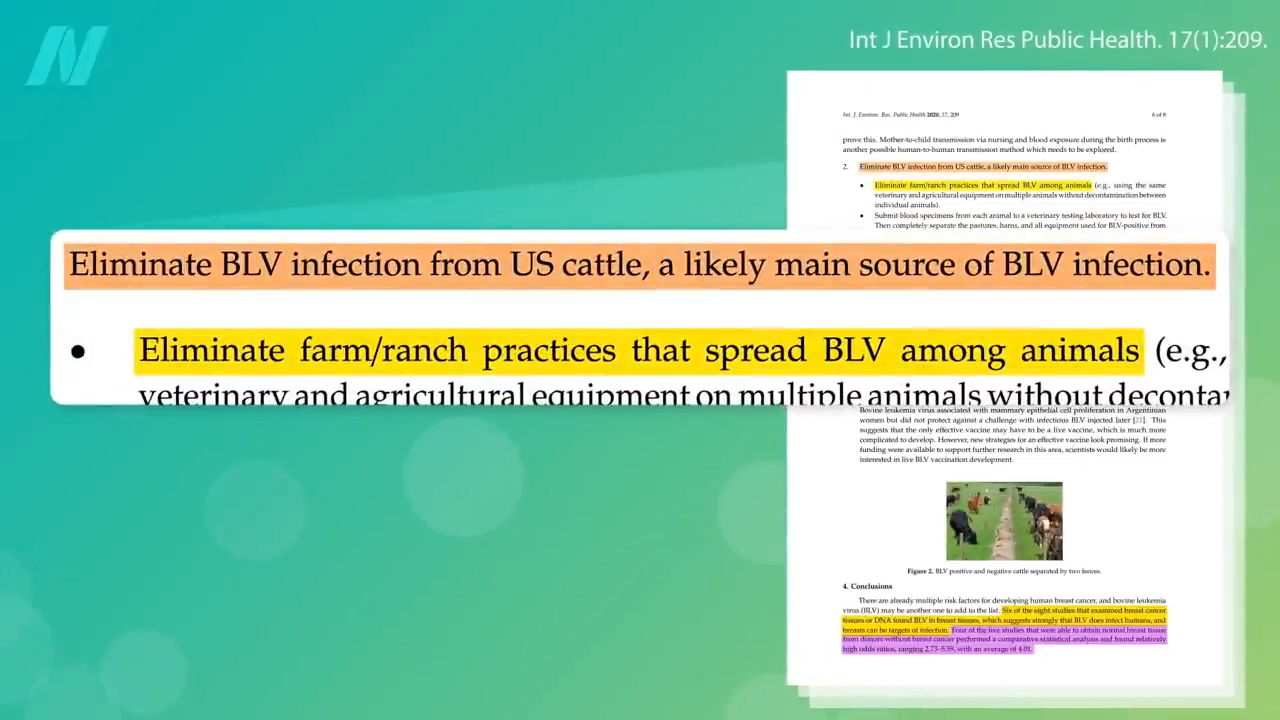 Int J Environ Res Public Health. 17(1):209.
Int. J. Environ. Res. Public Health 2020, 17, 209
6 of 8
prove this. Mother-to-child transmission via nursing and blood exposure during the birth process is
another possible human-to-human transmission method which needs to be explored.
2. Eliminate BLV infection from US cattle, a likely main source of BLV infection.
• Eliminate farm/ranch practices that spread BLV among animals (e.g., using the same
veterinary and agricultural equipment on multiple animals without decontamination between
individual animals).
• Submit blood specimens from each animal to a veterinary testing laboratory to test for BLV.
Then completely separate the pastures, barns, and all equipment used for BLV-positive from
Eliminate BLV infection from US cattle, a likely main source of BLV infection.
• Eliminate farm/ranch practices that spread BLV among animals (e.g.,
veterinary and agricultural equipment on multiple animals without deconta
Bovine leukemia virus associated with mammary epithelial cell proliferation in Argentinian
women but did not protect against a challenge with infectious BLV injected later [21]. This
suggests that the only effective vaccine may have to be a live vaccine, which is much more
complicated to develop. However, new strategies for an effective vaccine look promising. If more
funding were available to support further research in this area, scientists would likely be more
interested in live BLV vaccination development.
Figure 2. BLV positive and negative cattle separated by two fences.
4. Conclusions
There are already multiple risk factors for developing human breast cancer, and bovine leukemia
virus (BLV) may be another one to add to the list. Six of the eight studies that examined breast cancer
tissues or DNA found BLV in breast tissues, which suggests strongly that BLV does infect humans, and
breasts can be targets of infection. Four of the five studies that were able to obtain normal breast tissue
from donors without breast cancer performed a comparative statistical analysis and found relatively
high odds ratios, ranging 2.73–5.59, with an average of 4.01.